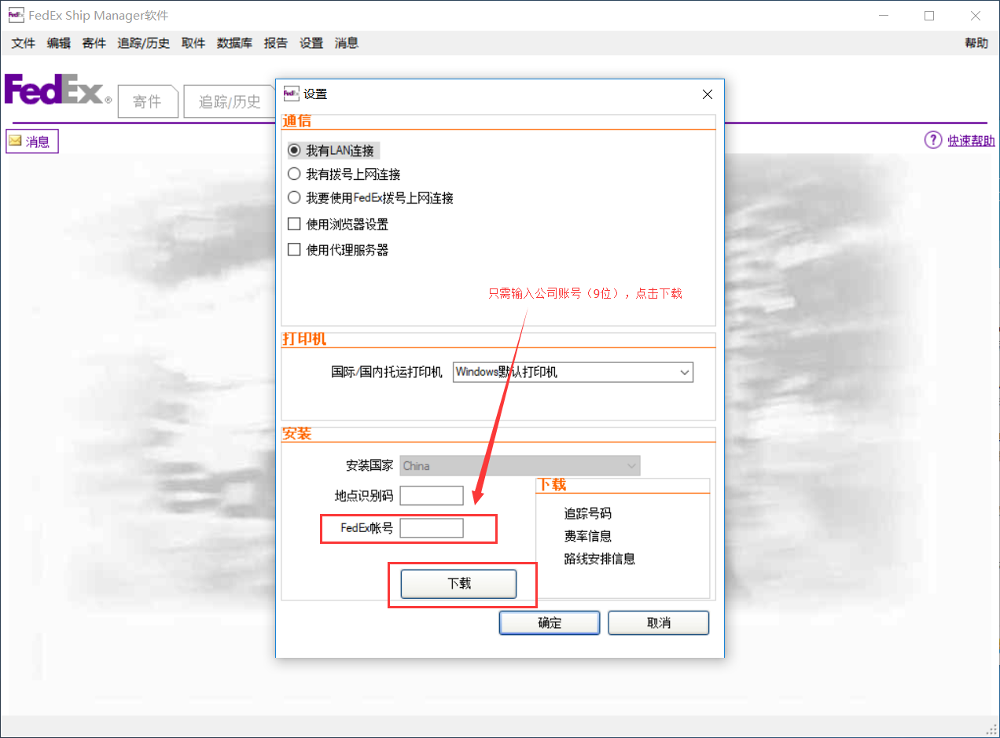 FedEx Ship Manager软件
文件 编辑 寄件 追踪/历史 取件 数据库 报告 设置 消息 帮助
FedEx®
寄件 追踪/历史
消息
快速帮助
FedEx 设置
通信
我有LAN连接
我有拨号上网连接
我要使用FedEx拨号上网连接
使用浏览器设置
使用代理服务器
只需输入公司账号（9位），点击下载
打印机
国际/国内托运打印机 Windows默认打印机
安装
安装国家 China
地点识别码
FedEx帐号
下载
下载
追踪号码
费率信息
路线安排信息
确定 取消